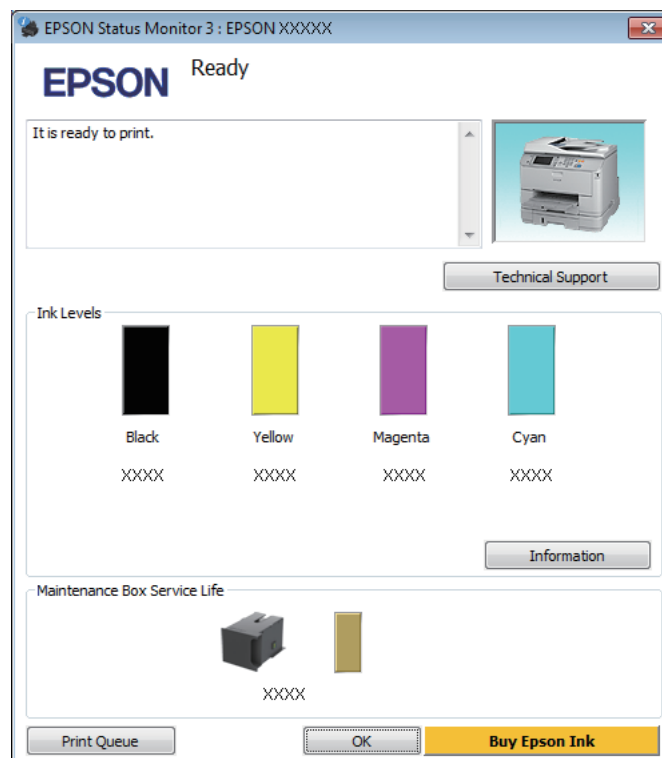 EPSON Status Monitor 3 : EPSON XXXXX
EPSON
Ready
It is ready to print.
Technical Support
Ink Levels
Black Yellow Magenta Cyan
XXXX XXXX XXXX XXXX
Information
Maintenance Box Service Life
XXXX
Print Queue OK Buy Epson Ink